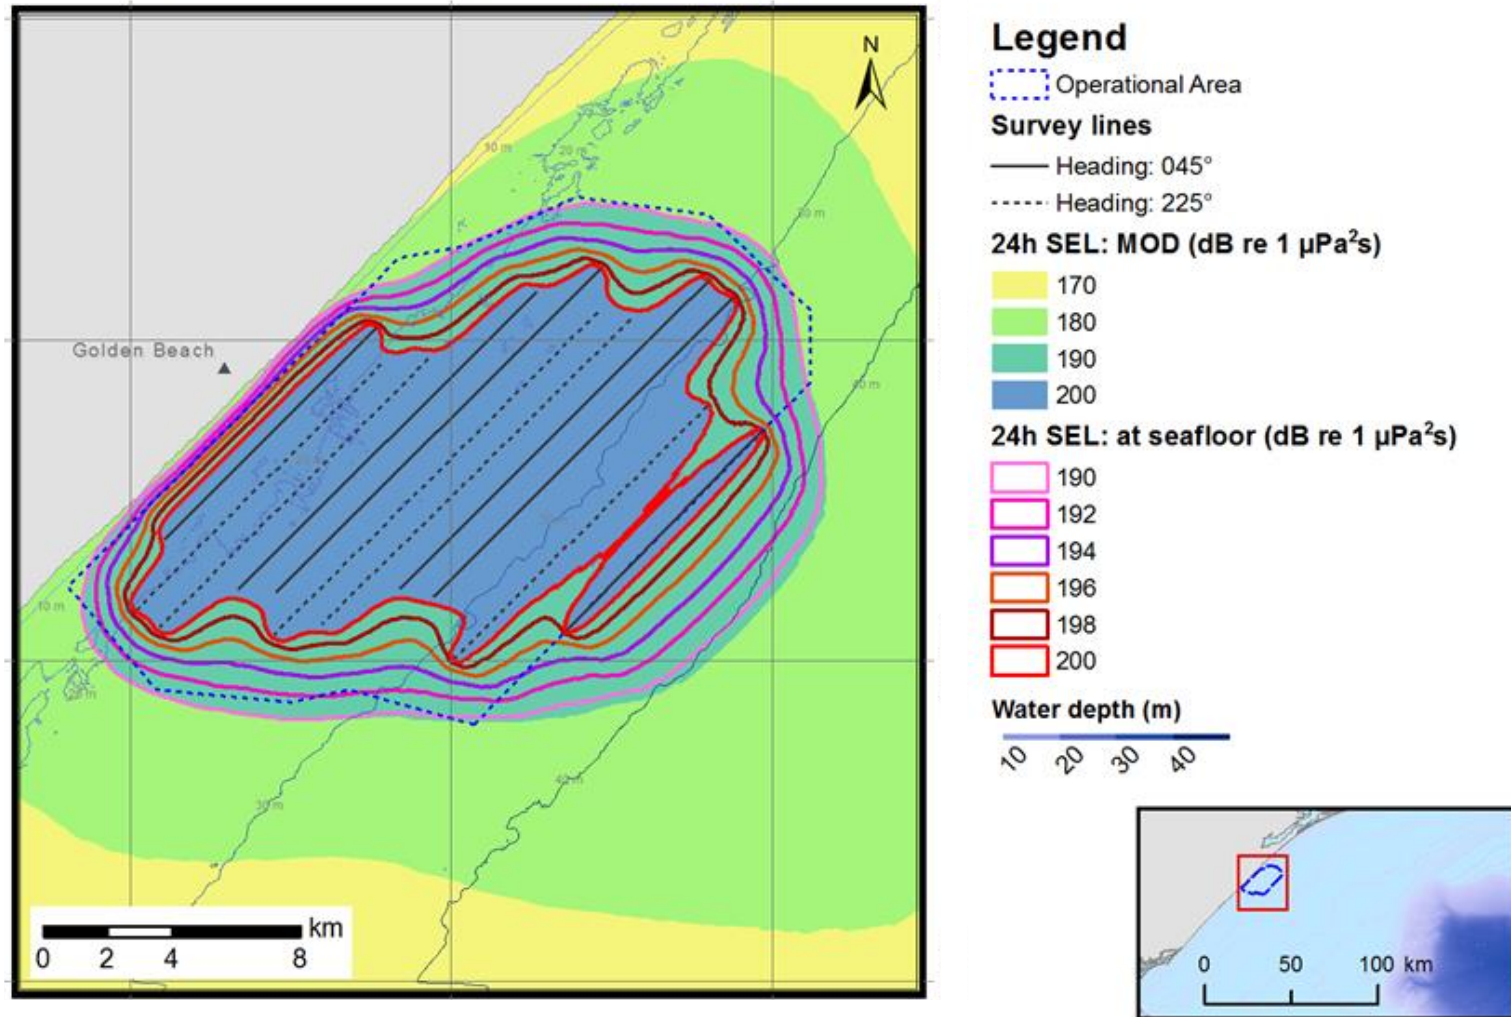 N
10 m
20 m
30 m
Golden Beach
40 m
10 m
20 m
40 m
30 m
km
0 2 4 8
Legend
Operational Area
Survey lines
Heading: 045°
Heading: 225°
24h SEL: MOD (dB re 1 µPa²s)
170
180
190
200
24h SEL: at seafloor (dB re 1 µPa²s)
190
192
194
196
198
200
Water depth (m)
10 20 30 40
0 50 100 km